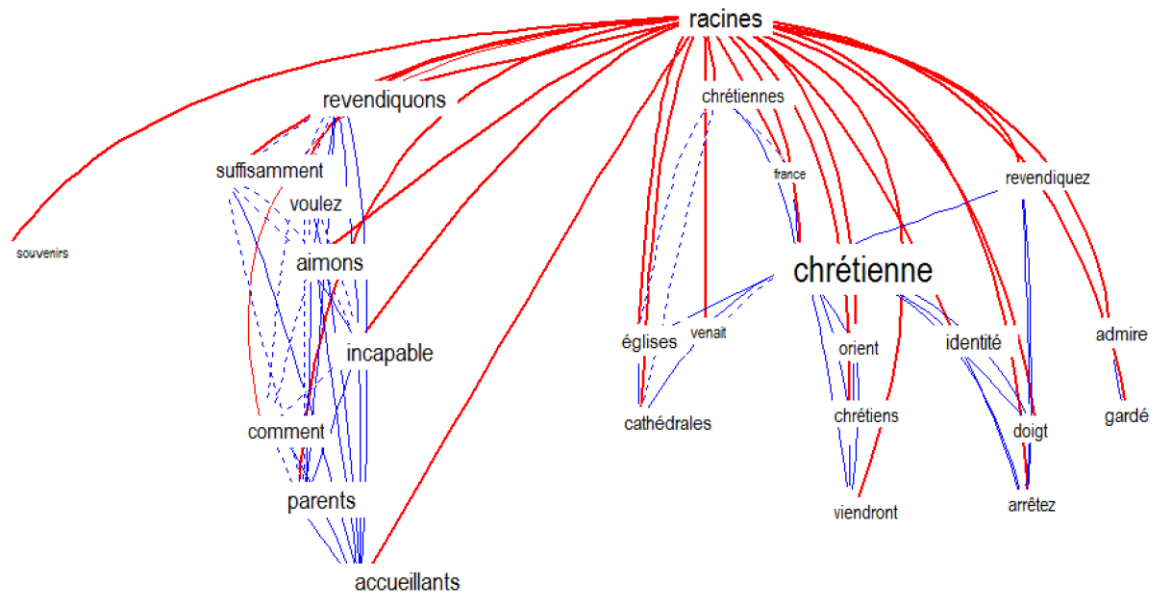 racines
revendiquons
chrétiennes
suffisamment
france
revendiquez
voulez
souvenirs
aimons
chrétienne
églises
venait
orient
identité
admire
incapable
cathédrales
chrétiens
gardé
comment
doigt
parents
viendront
arrêtez
accueillants